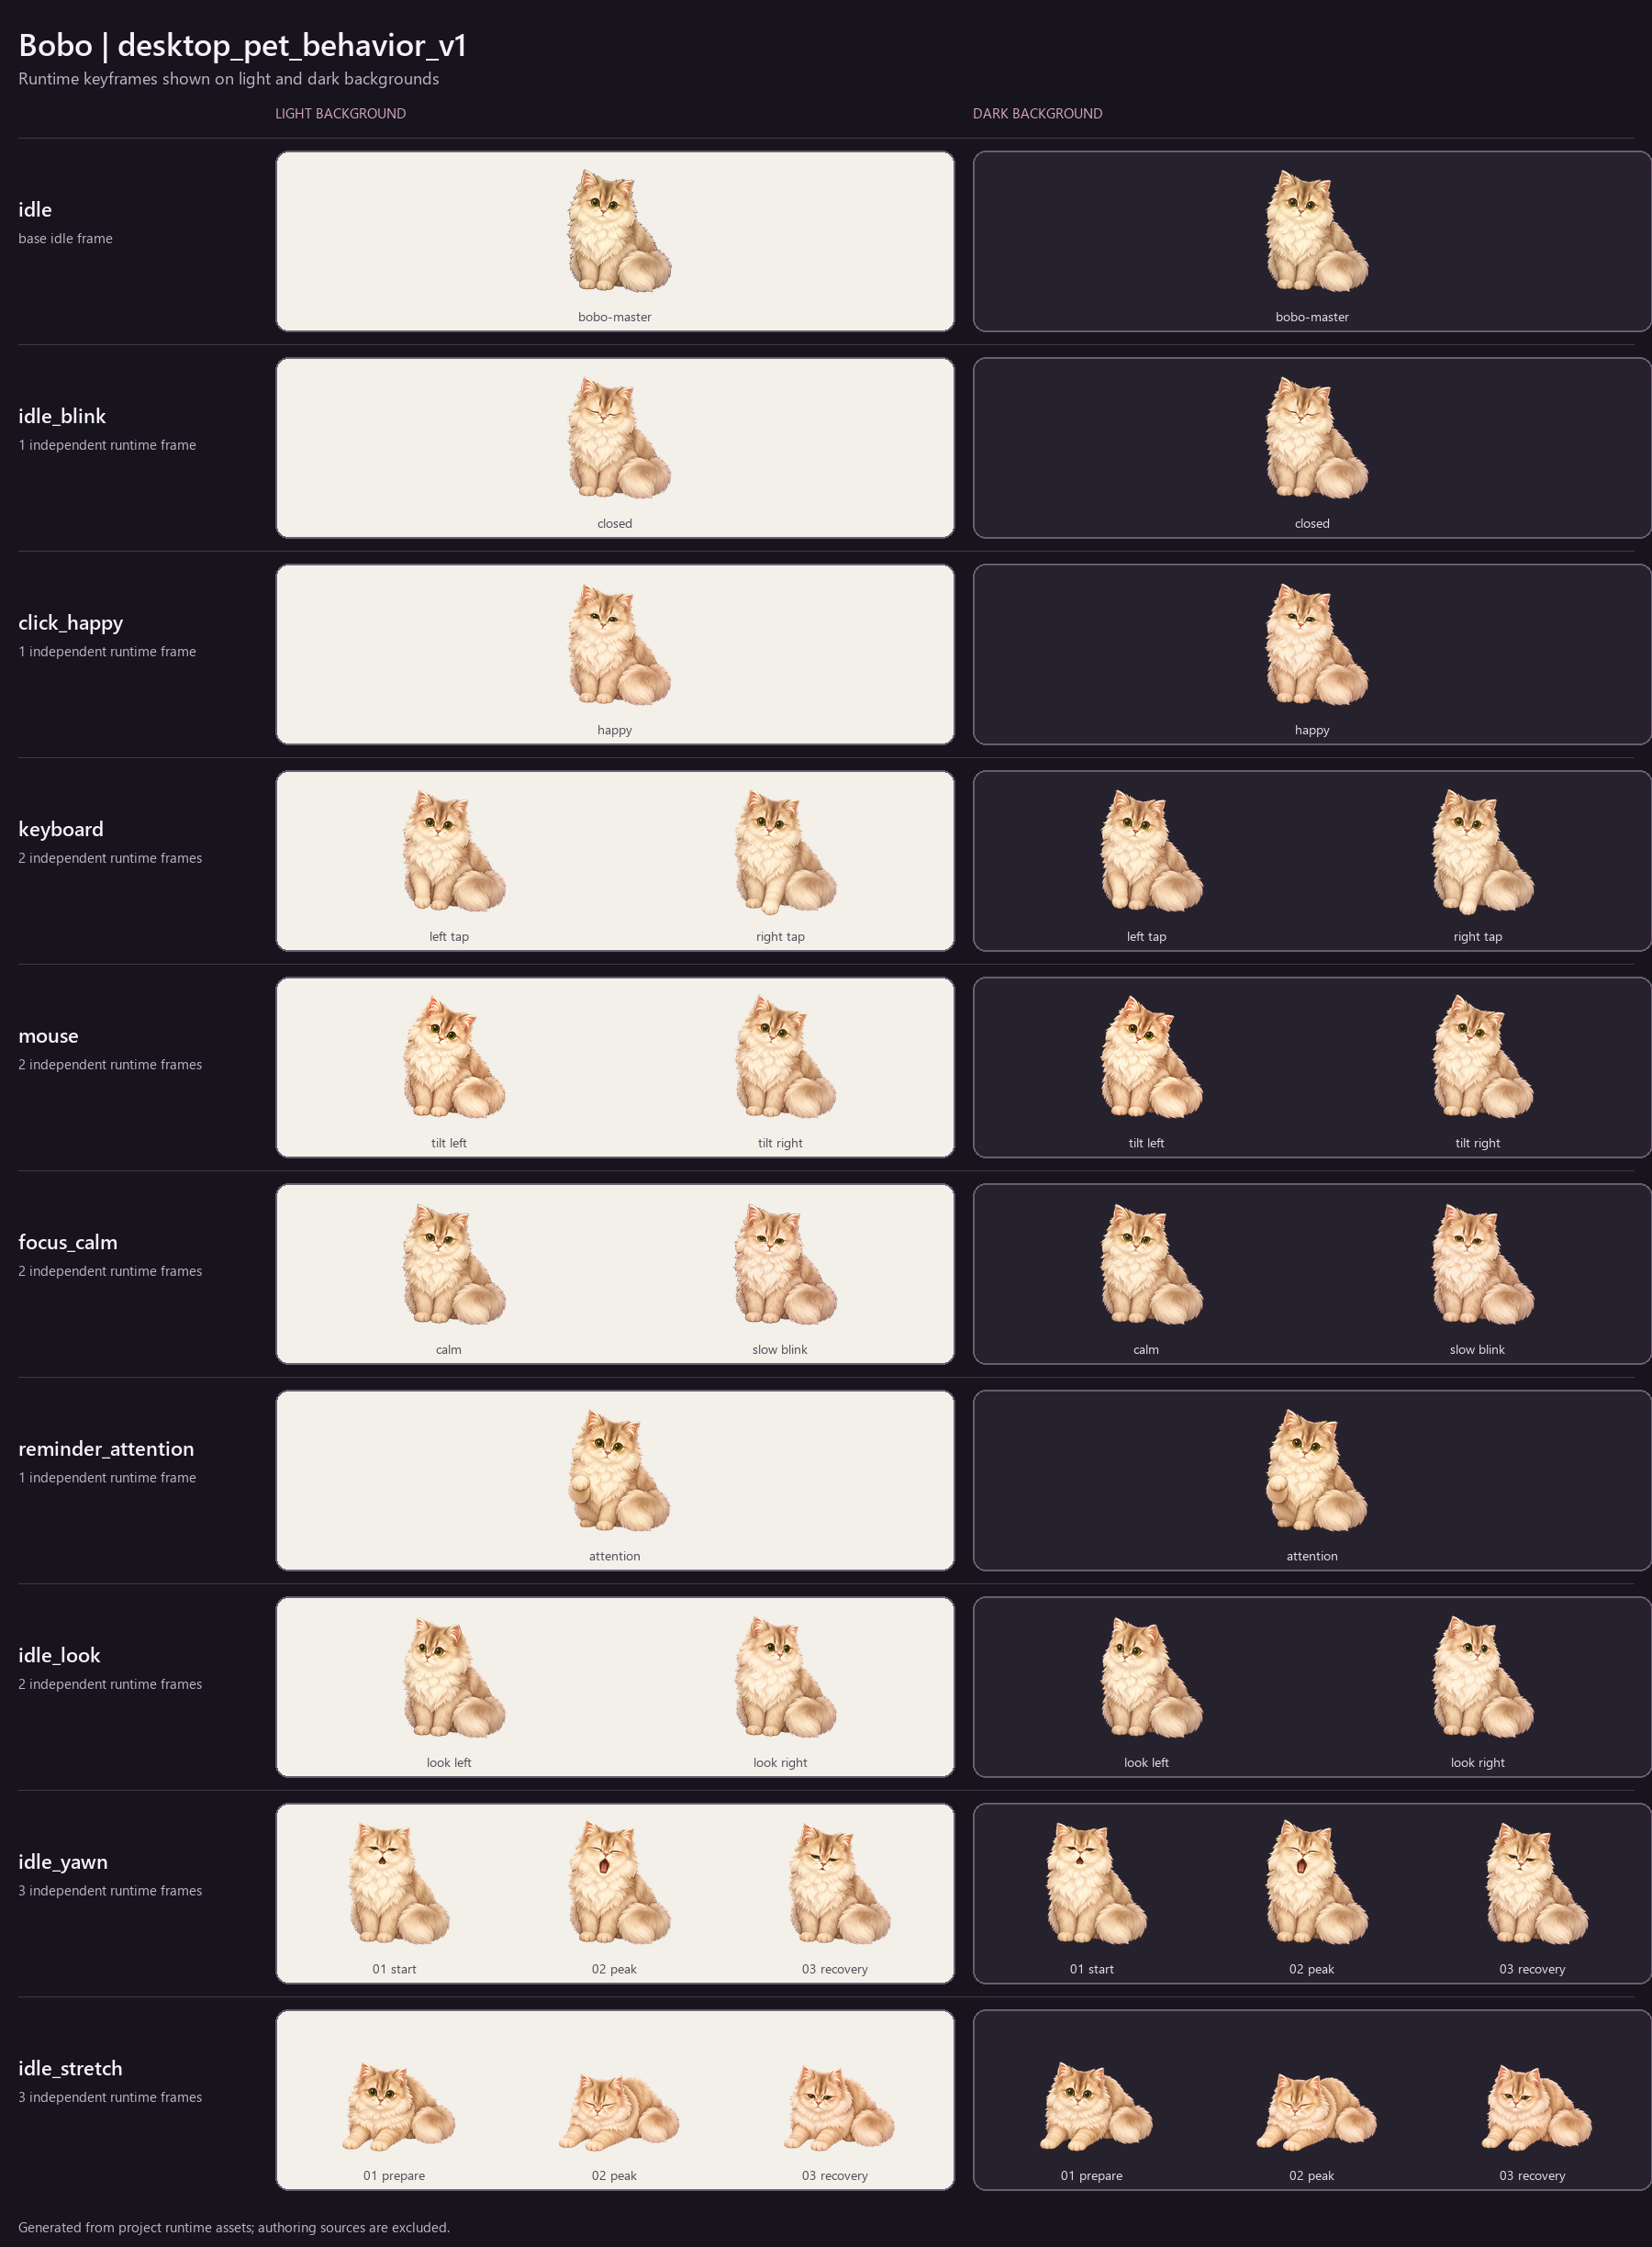 Bobo | desktop_pet_behavior_v1
Runtime keyframes shown on light and dark backgrounds
LIGHT BACKGROUND
DARK BACKGROUND
idle
base idle frame
bobo-master
bobo-master
idle_blink
1 independent runtime frame
closed
closed
click_happy
1 independent runtime frame
happy
happy
keyboard
2 independent runtime frames
left tap
right tap
left tap
right tap
mouse
2 independent runtime frames
tilt left
tilt right
tilt left
tilt right
focus_calm
2 independent runtime frames
calm
slow blink
calm
slow blink
reminder_attention
1 independent runtime frame
attention
attention
idle_look
2 independent runtime frames
look left
look right
look left
look right
idle_yawn
3 independent runtime frames
01 start
02 peak
03 recovery
01 start
02 peak
03 recovery
idle_stretch
3 independent runtime frames
01 prepare
02 peak
03 recovery
01 prepare
02 peak
03 recovery
Generated from project runtime assets; authoring sources are excluded.